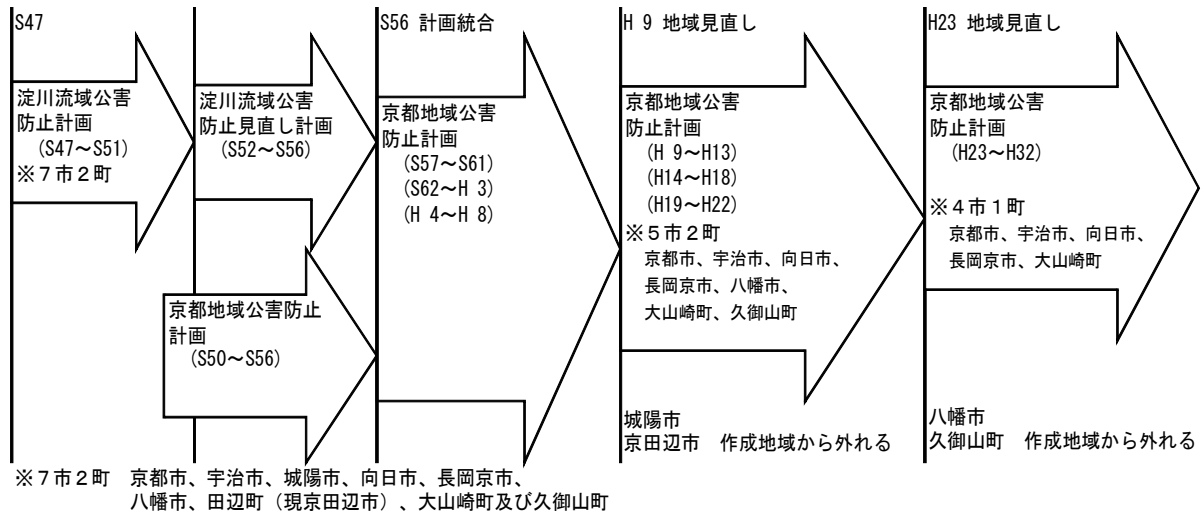 S47
淀川流域公害
防止計画
(S47～S51)
※７市２町
淀川流域公害
防止見直し計画
(S52～S56)
京都地域公害防止
計画
(S50～S56)
S56 計画統合
京都地域公害
防止計画
(S57～S61)
(S62～H 3)
(H 4～H 8)
H 9 地域見直し
京都地域公害
防止計画
(H 9～H13)
(H14～H18)
(H19～H22)
※５市２町
京都市、宇治市、向日市、
長岡京市、八幡市、
大山崎町、久御山町
城陽市
京田辺市　作成地域から外れる
H23 地域見直し
京都地域公害
防止計画
(H23～H32)
※４市１町
京都市、宇治市、向日市、
長岡京市、大山崎町
八幡市
久御山町　作成地域から外れる
※７市２町　京都市、宇治市、城陽市、向日市、長岡京市、
八幡市、田辺町（現京田辺市）、大山崎町及び久御山町